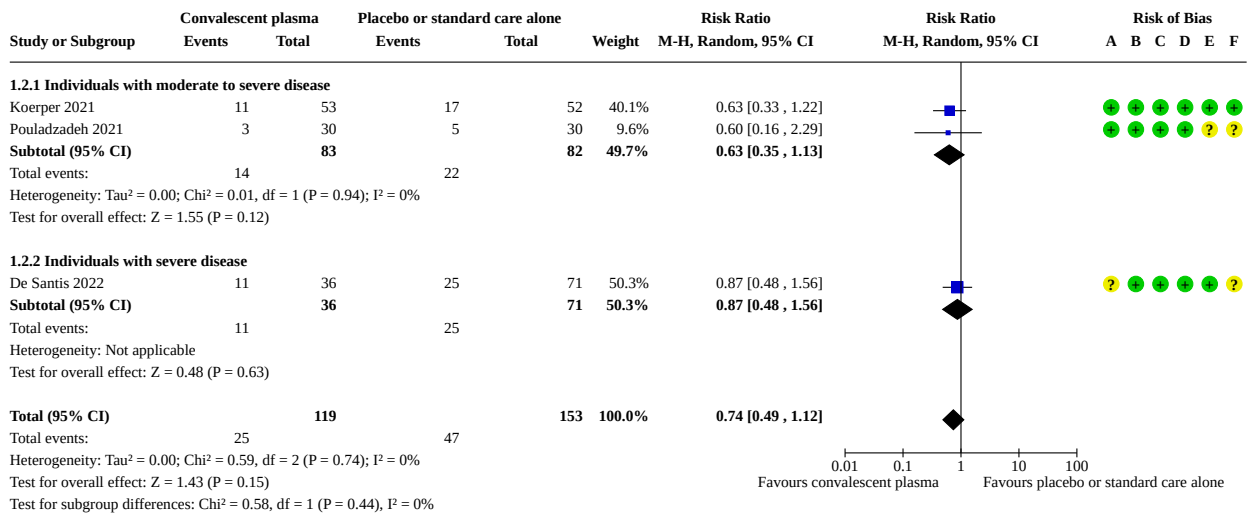 Convalescent plasma Placebo or standard care alone Risk Ratio Risk Ratio Risk of Bias
Study or Subgroup Events Total Events Total Weight M-H, Random, 95% CI M-H, Random, 95% CI A B C D E F
1.2.1 Individuals with moderate to severe disease
Koerper 2021 11 53 17 52 40.1% 0.63 [0.33 , 1.22] + + + + + +
Pouladzadeh 2021 3 30 5 30 9.6% 0.60 [0.16 , 2.29] + + + + ? ?
Subtotal (95% CI) 83 82 49.7% 0.63 [0.35 , 1.13]
Total events: 14 22
Heterogeneity: Tau² = 0.00; Chi² = 0.01, df = 1 (P = 0.94); I² = 0%
Test for overall effect: Z = 1.55 (P = 0.12)
1.2.2 Individuals with severe disease
De Santis 2022 11 36 25 71 50.3% 0.87 [0.48 , 1.56] ? + + + + ?
Subtotal (95% CI) 36 71 50.3% 0.87 [0.48 , 1.56]
Total events: 11 25
Heterogeneity: Not applicable
Test for overall effect: Z = 0.48 (P = 0.63)
Total (95% CI) 119 153 100.0% 0.74 [0.49 , 1.12]
Total events: 25 47
Heterogeneity: Tau² = 0.00; Chi² = 0.59, df = 2 (P = 0.74); I² = 0%
0.01 0.1 1 10 100
Test for overall effect: Z = 1.43 (P = 0.15)
Favours convalescent plasma Favours placebo or standard care alone
Test for subgroup differences: Chi² = 0.58, df = 1 (P = 0.44), I² = 0%